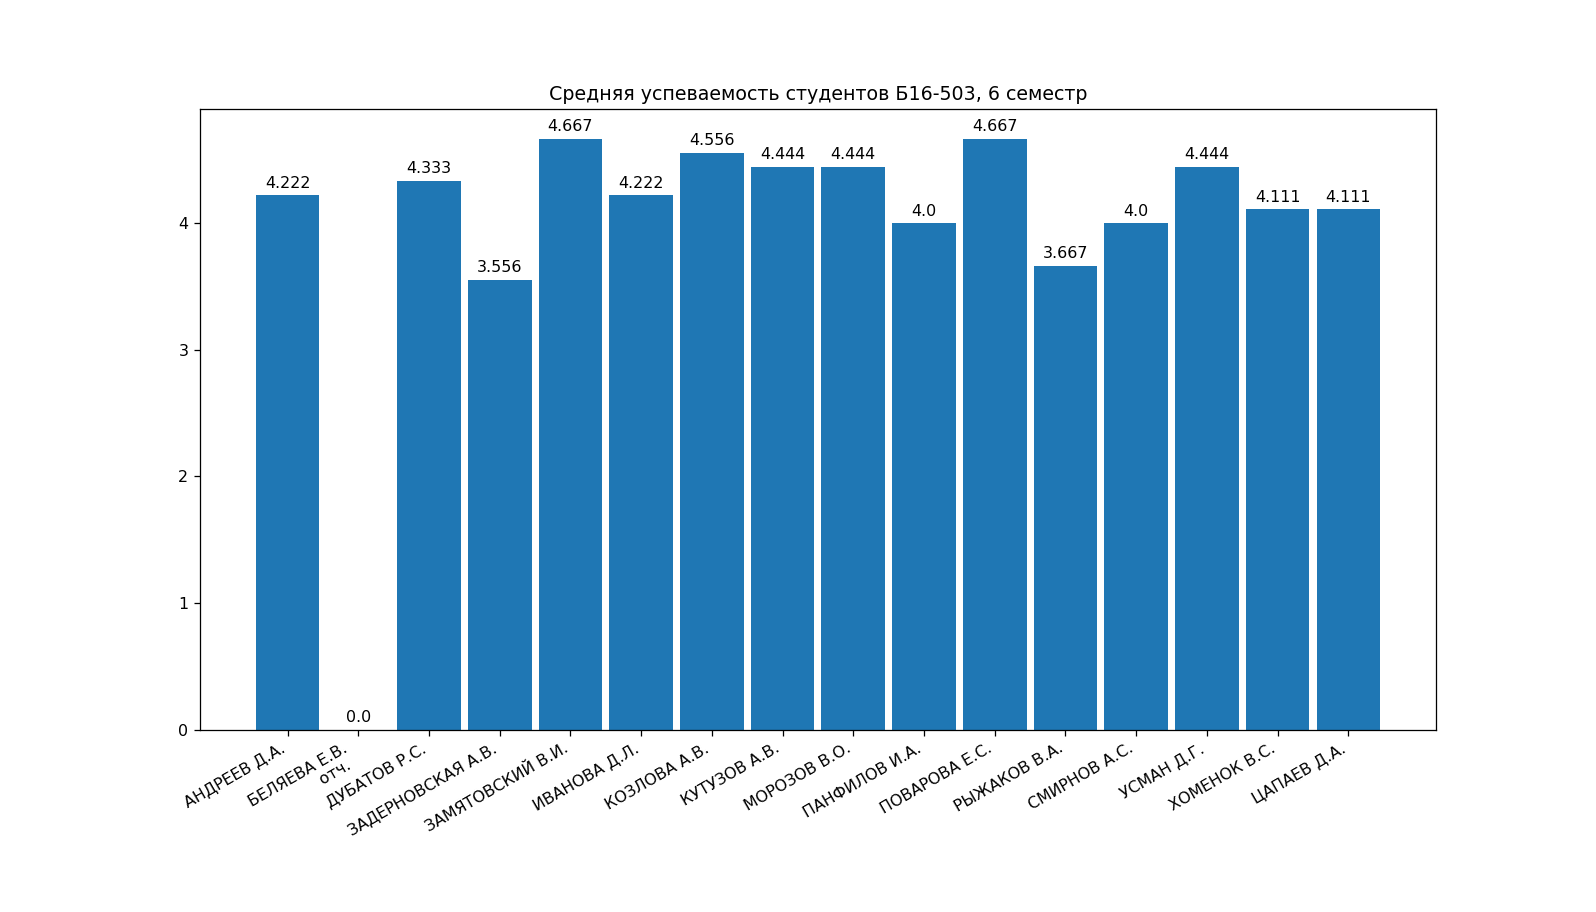 Средняя успеваемость студентов Б16-503, 6 семестр
4.222
0.0
4.333
3.556
4.667
4.222
4.556
4.444
4.444
4.0
4.667
3.667
4.0
4.444
4.111
4.111
4
3
2
1
0
АНДРЕЕВ Д.А.
БЕЛЯЕВА Е.В.
отч.
ДУБАТОВ Р.С.
ЗАДЕРНОВСКАЯ А.В.
ЗАМЯТОВСКИЙ В.И.
ИВАНОВА Д.Л.
КОЗЛОВА А.В.
КУТУЗОВ А.В.
МОРОЗОВ В.О.
ПАНФИЛОВ И.А.
ПОВАРОВА Е.С.
РЫЖАКОВ В.А.
СМИРНОВ А.С.
УСМАН Д.Г.
ХОМЕНОК В.С.
ЦАПАЕВ Д.А.